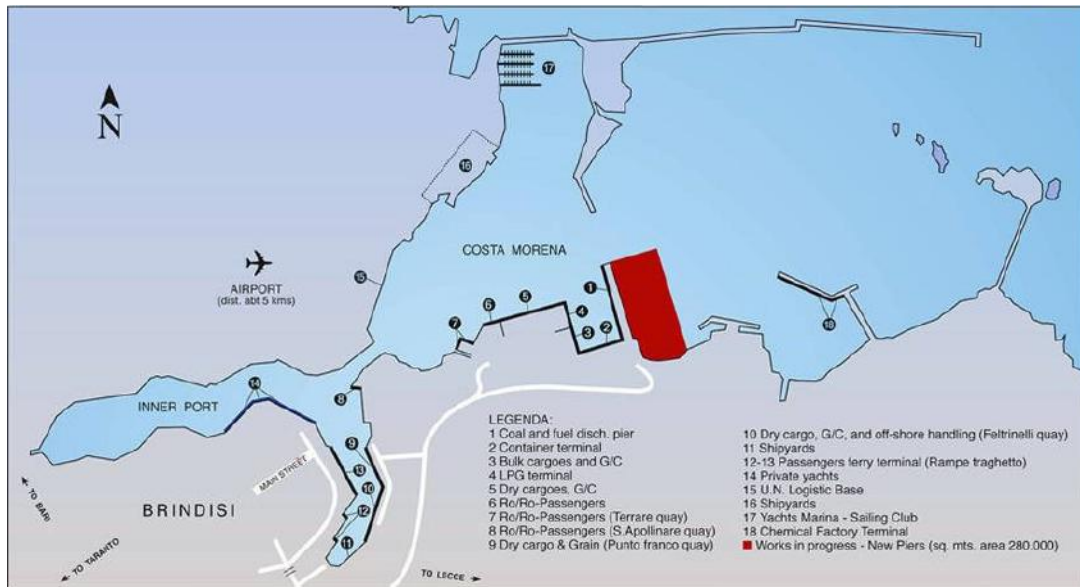 17
N
16
COSTA MORENA
AIRPORT
(dist. abt 5 kms)
15
1
5
6
4
7
3
2
18
14
INNER PORT
8
MAIN STREET
9
13
10
12
11
BRINDISI
TO BARI
TO TARANTO
TO LECCE
LEGENDA:
1 Coal and fuel disch. pier
2 Container terminal
3 Bulk cargoes and G/C
4 LPG terminal
5 Dry cargoes, G/C
6 Ro/Ro-Passengers
7 Ro/Ro-Passengers (Terrare quay)
8 Ro/Ro-Passengers (S.Apollinare quay)
9 Dry cargo & Grain (Punto franco quay)
10 Dry cargo, G/C, and off-shore handling (Feltrinelli quay)
11 Shipyards
12-13 Passengers ferry terminal (Rampe traghetto)
14 Private yachts
15 U.N. Logistic Base
16 Shipyards
17 Yachts Marina - Sailing Club
18 Chemical Factory Terminal
Works in progress - New Piers (sq. mts. area 280.000)